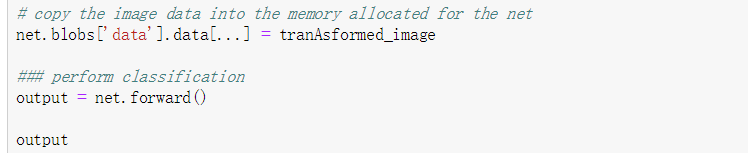 # copy the image data into the memory allocated for the net
net.blobs['data'].data[...] = tranAsformed_image
### perform classification
output = net.forward()
output